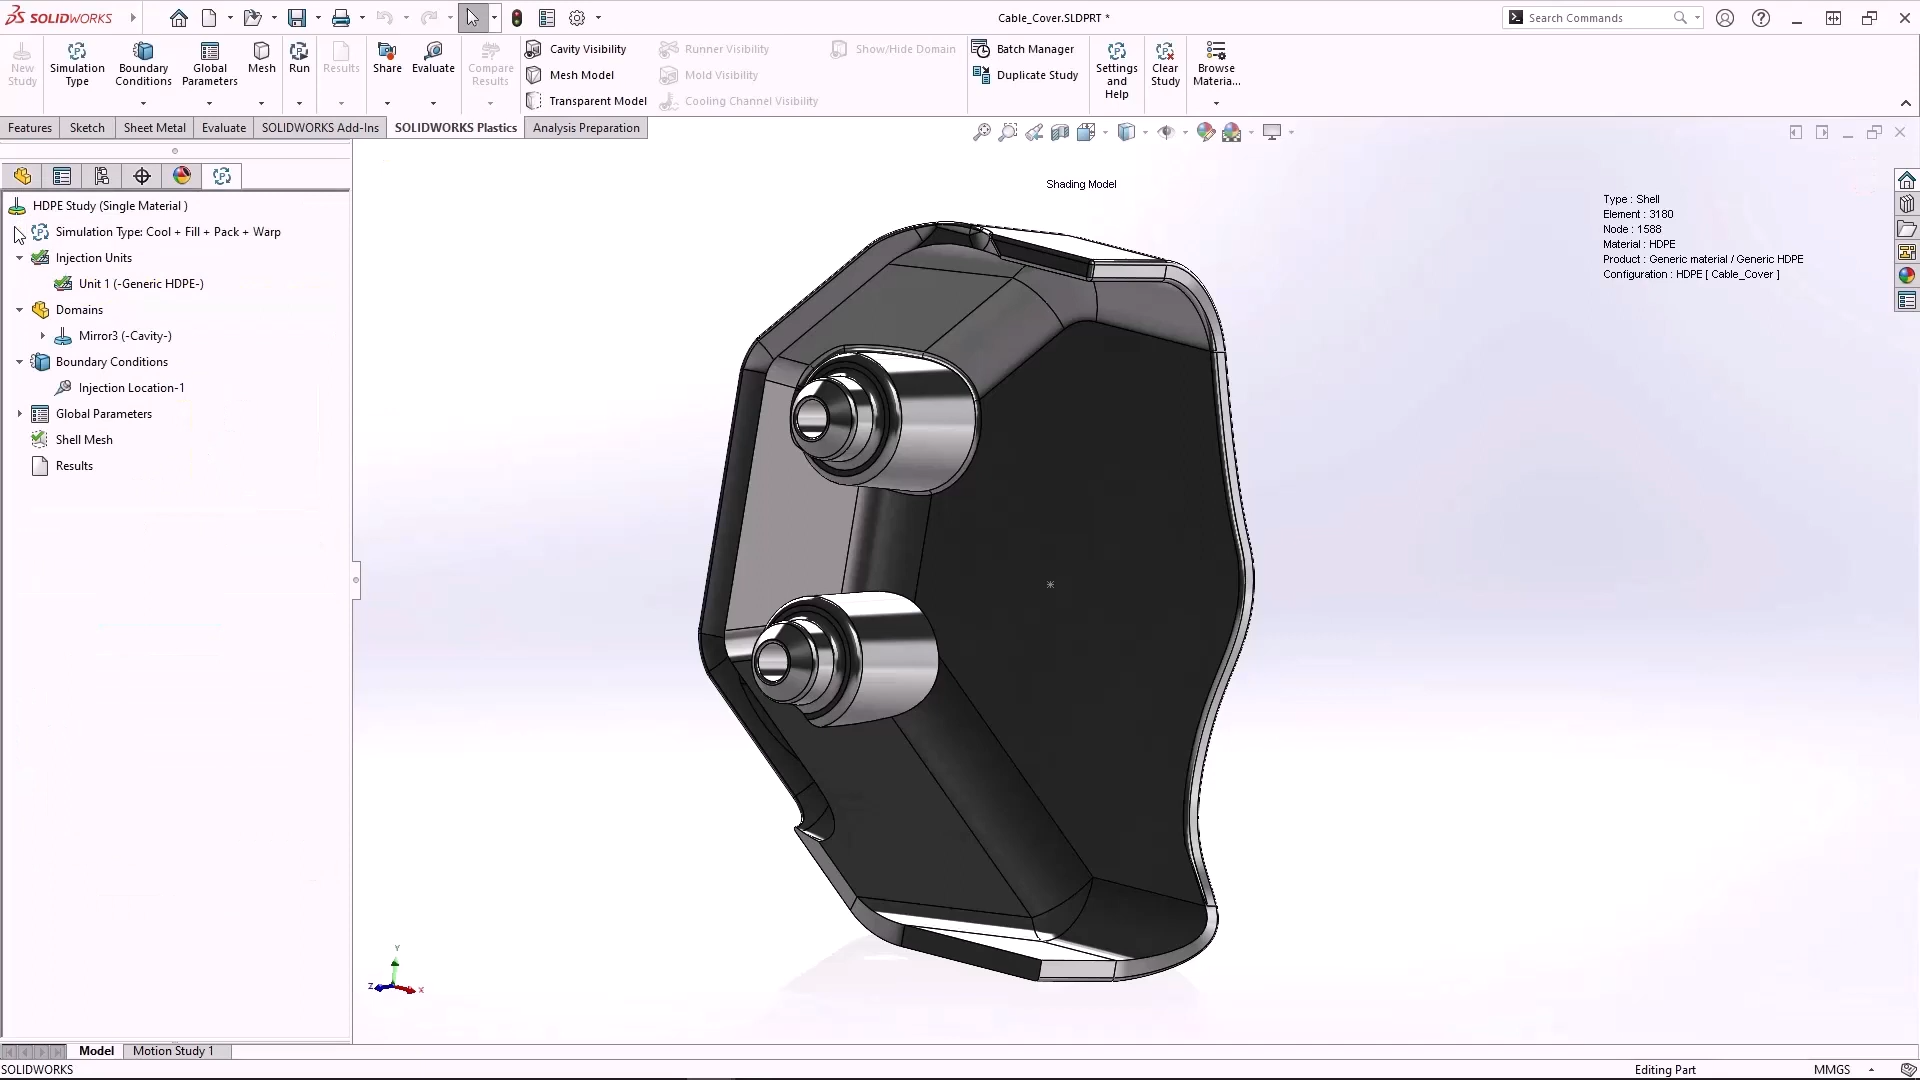 SOLIDWORKS
Cable_Cover.SLDPRT *
Search Commands
New Study
Simulation Type
Boundary Conditions
Global Parameters
Mesh
Run
Results
Share
Evaluate
Compare Results
Cavity Visibility
Mesh Model
Transparent Model
Runner Visibility
Mold Visibility
Cooling Channel Visibility
Show/Hide Domain
Batch Manager
Duplicate Study
Settings and Help
Clear Study
Browse Materia...
Features
Sketch
Sheet Metal
Evaluate
SOLIDWORKS Add-Ins
SOLIDWORKS Plastics
Analysis Preparation
HDPE Study (Single Material )
Simulation Type: Cool + Fill + Pack + Warp
Injection Units
Unit 1 (-Generic HDPE-)
Domains
Mirror3 (-Cavity-)
Boundary Conditions
Injection Location-1
Global Parameters
Shell Mesh
Results
Shading Model
Type : Shell
Element : 3180
Node : 1588
Material : HDPE
Product : Generic material / Generic HDPE
Configuration : HDPE [ Cable_Cover ]
Y
Z
X
Model
Motion Study 1
SOLIDWORKS
Editing Part
MMGS